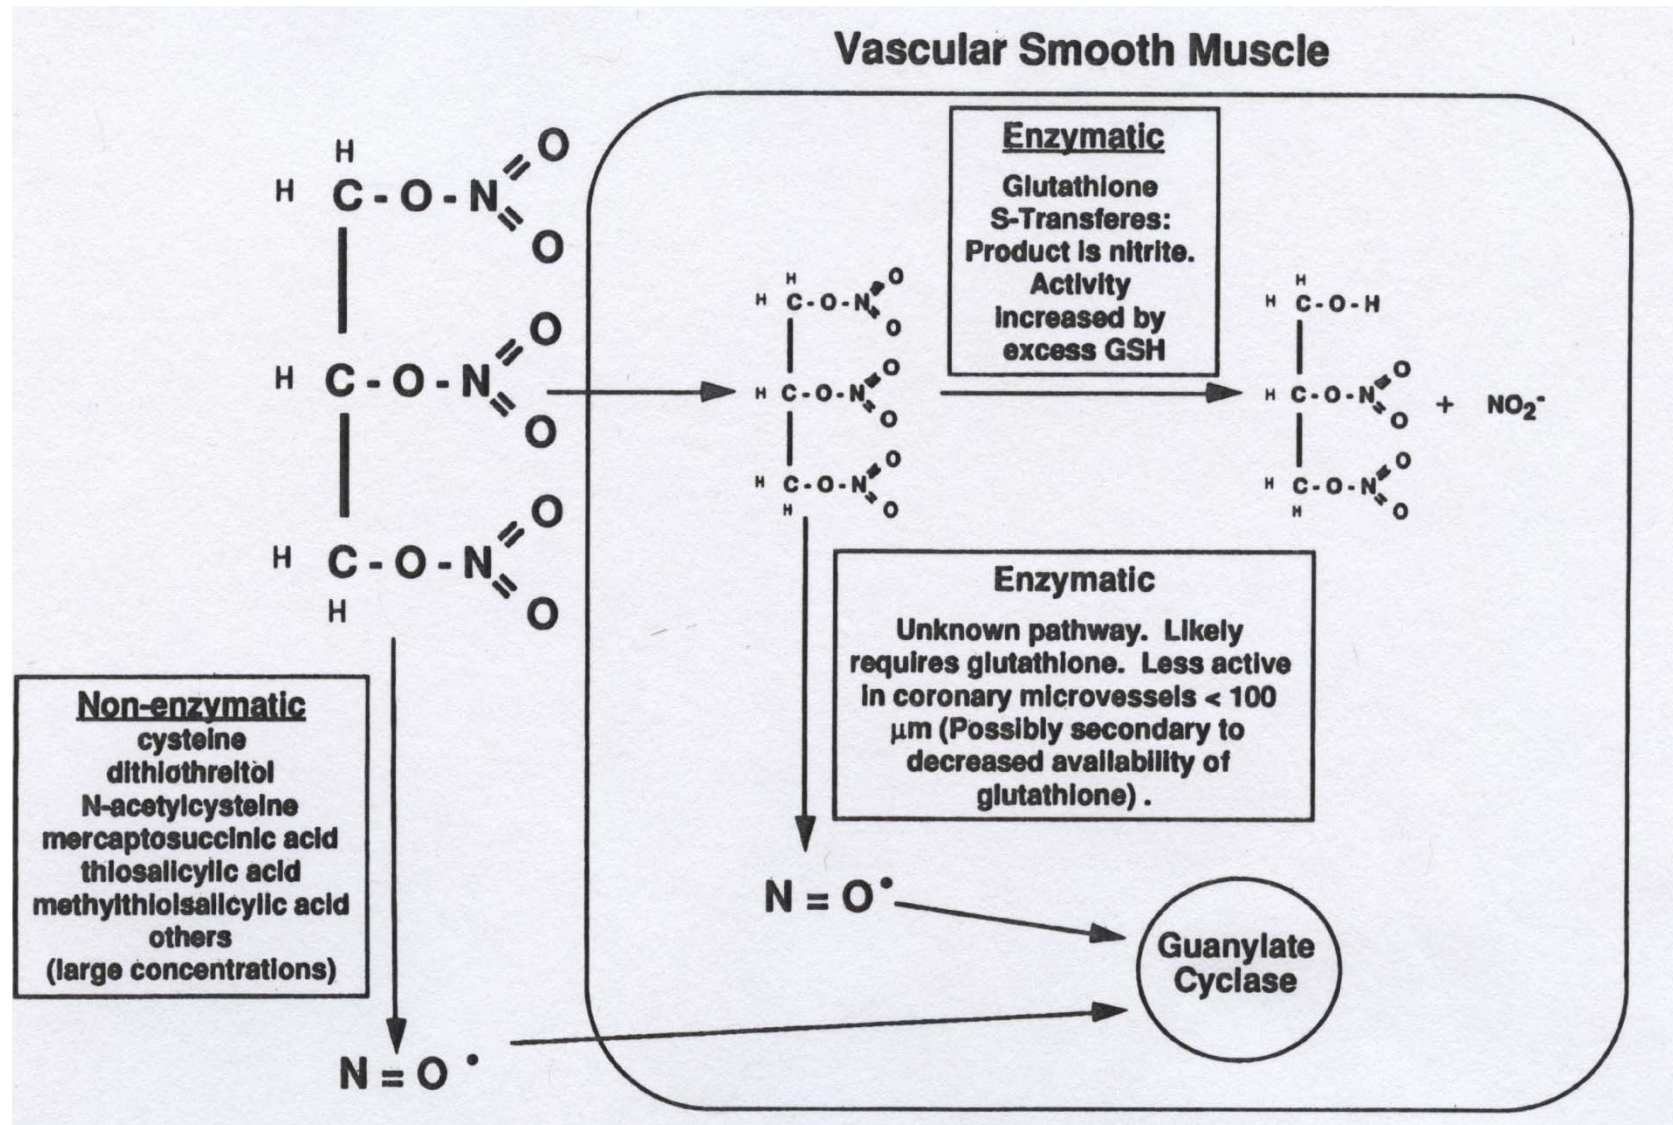 Vascular Smooth Muscle
H
H C - O - N O
O
H C - O - N O
O
H C - O - N O
O
H
Non-enzymatic
cysteine
dithiothreitol
N-acetylcysteine
mercaptosuccinic acid
thiosalicylic acid
methylthiolsalicylic acid
others
(large concentrations)
N = O •
Enzymatic
Glutathione
S-Transferes:
Product is nitrite.
Activity
increased by
excess GSH
H
H C - O - N O
O
H C - O - N O
O
H C - O - N O
O
H
H
H C - O - H
H C - O - N O
O
+ NO₂⁻
H C - O - N O
O
H
Enzymatic
Unknown pathway. Likely
requires glutathione. Less active
in coronary microvessels < 100
μm (Possibly secondary to
decreased availability of
glutathione) .
N = O •
Guanylate
Cyclase